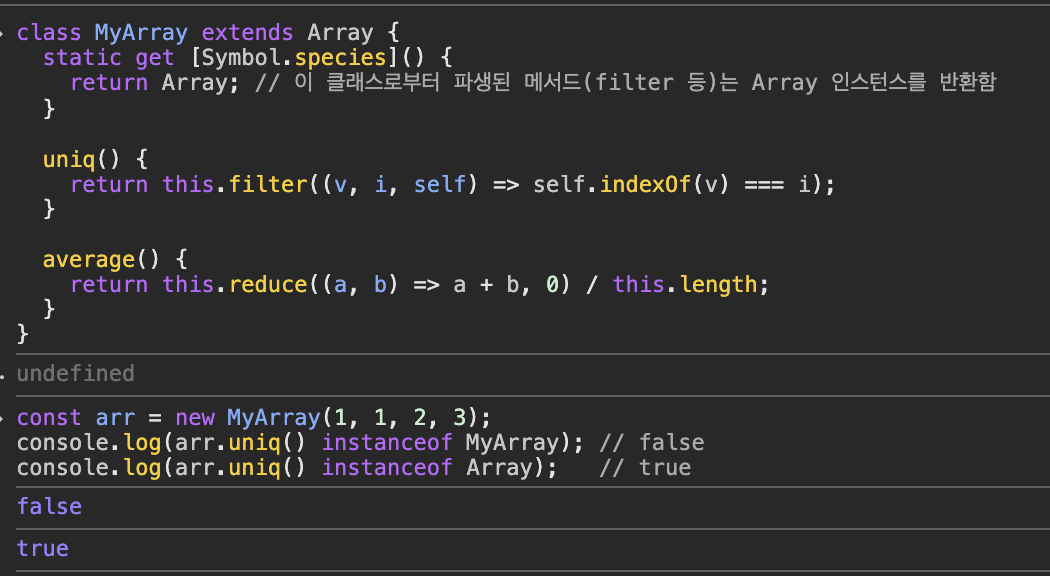 class MyArray extends Array {
  static get [Symbol.species]() {
    return Array; // 이 클래스로부터 파생된 메서드(filter 등)는 Array 인스턴스를 반환함
  }

  uniq() {
    return this.filter((v, i, self) => self.indexOf(v) === i);
  }

  average() {
    return this.reduce((a, b) => a + b, 0) / this.length;
  }
}
undefined
const arr = new MyArray(1, 1, 2, 3);
console.log(arr.uniq() instanceof MyArray); // false
console.log(arr.uniq() instanceof Array);   // true
false
true